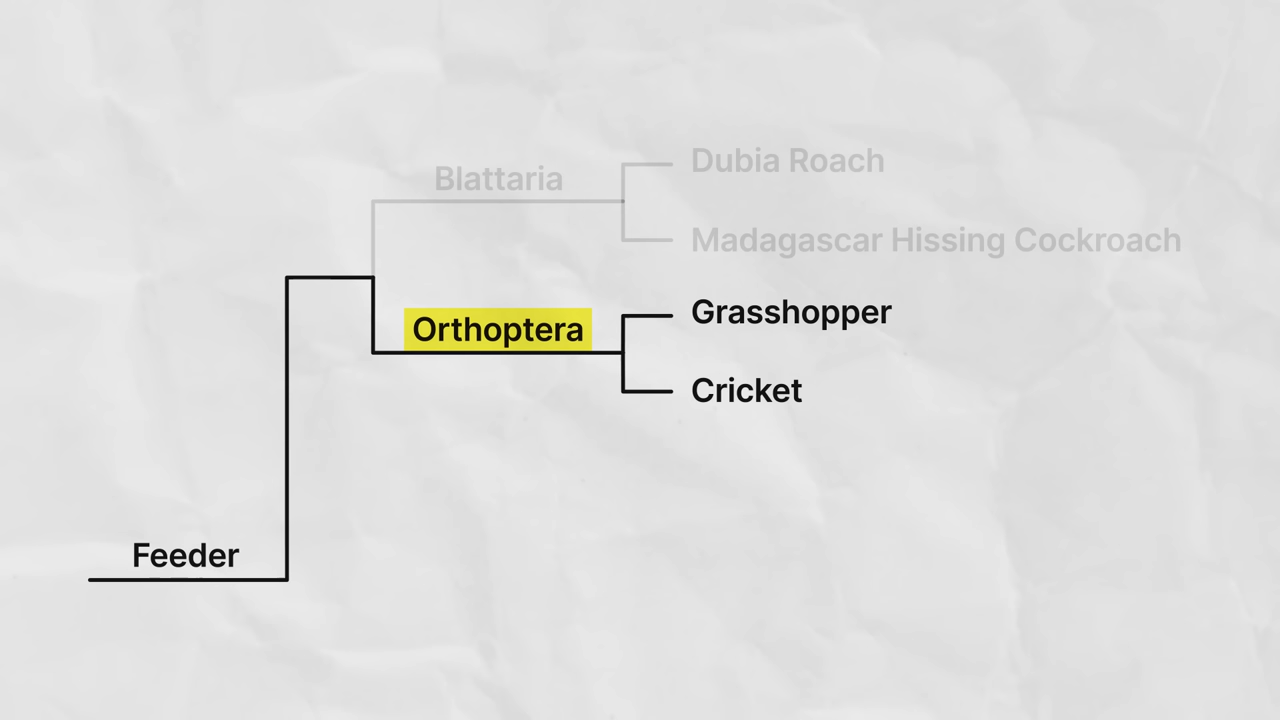 Blattaria
Dubia Roach
Madagascar Hissing Cockroach
Orthoptera
Grasshopper
Cricket
Feeder